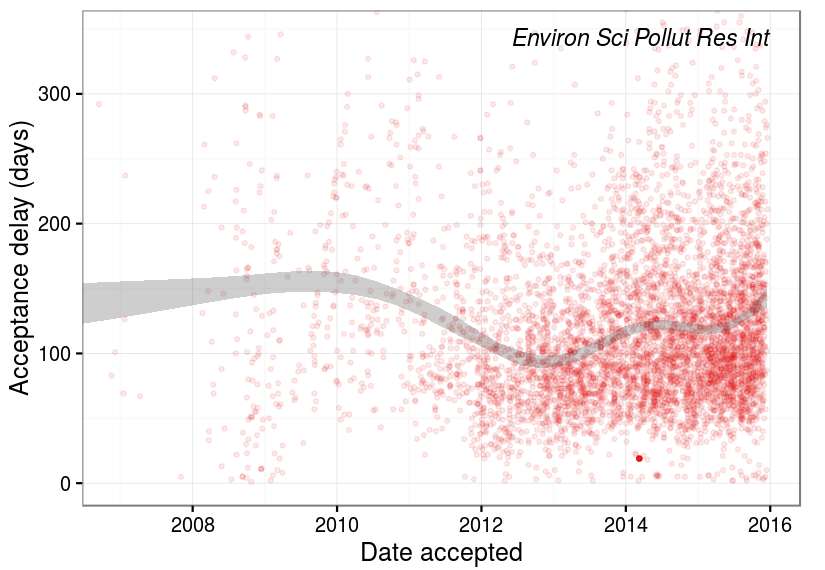 Environ Sci Pollut Res Int
Acceptance delay (days)
300
200
100
0
2008 2010 2012 2014 2016
Date accepted